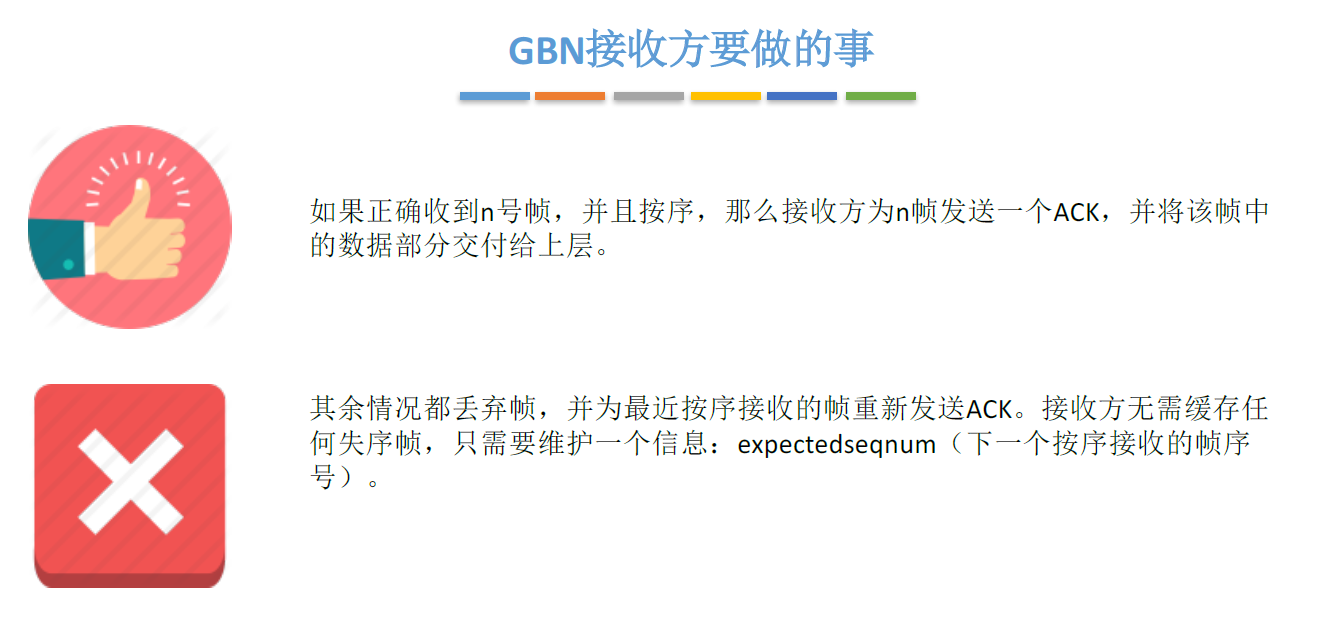 GBN接收方要做的事
如果正确收到n号帧，并且按序，那么接收方为n帧发送一个ACK，并将该帧中
的数据部分交付给上层。
其余情况都丢弃帧，并为最近按序接收的帧重新发送ACK。接收方无需缓存任
何失序帧，只需要维护一个信息：expectedseqnum（下一个按序接收的帧序
号）。